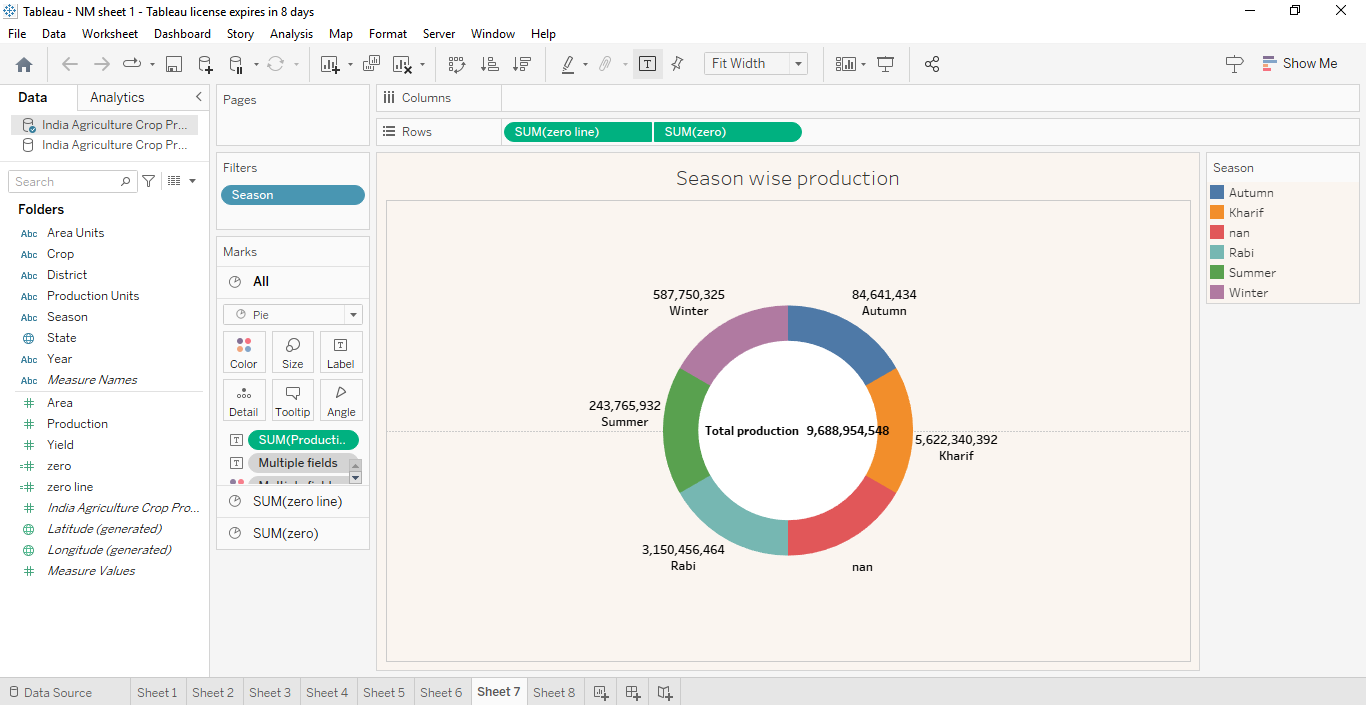 Tableau - NM sheet 1 - Tableau license expires in 8 days
File Data Worksheet Dashboard Story Analysis Map Format Server Window Help
Fit Width
Show Me
Data Analytics
India Agriculture Crop Pr...
India Agriculture Crop Pr...
Search
Folders
Abc Area Units
Abc Crop
Abc District
Abc Production Units
Abc Season
State
Abc Year
Abc Measure Names
# Area
# Production
# Yield
=# zero
=# zero line
# India Agriculture Crop Pro...
Latitude (generated)
Longitude (generated)
# Measure Values
Pages
Filters
Season
Marks
All
Pie
Color Size Label
Detail Tooltip Angle
T SUM(Producti..
T Multiple fields
SUM(zero line)
SUM(zero)
Columns
Rows SUM(zero line) SUM(zero)
Season wise production
587,750,325
Winter
84,641,434
Autumn
243,765,932
Summer
Total production 9,688,954,548
5,622,340,392
Kharif
3,150,456,464
Rabi
nan
Season
Autumn
Kharif
nan
Rabi
Summer
Winter
Data Source Sheet 1 Sheet 2 Sheet 3 Sheet 4 Sheet 5 Sheet 6 Sheet 7 Sheet 8